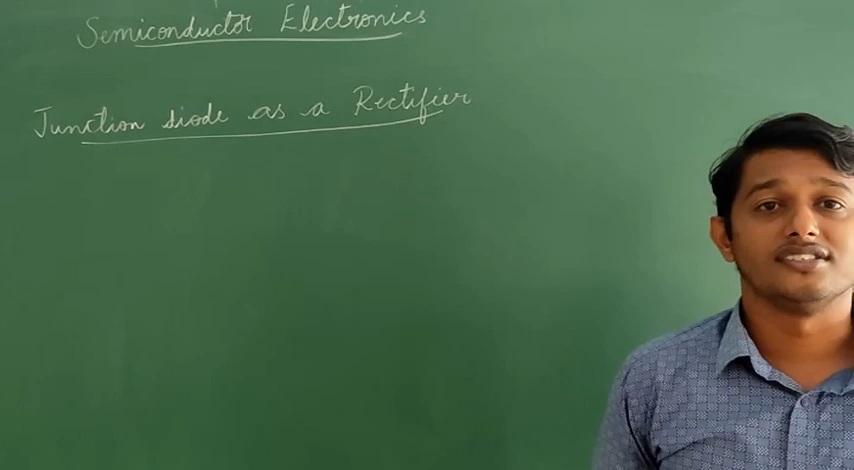 Semiconductor Electronics
Junction diode as a Rectifier